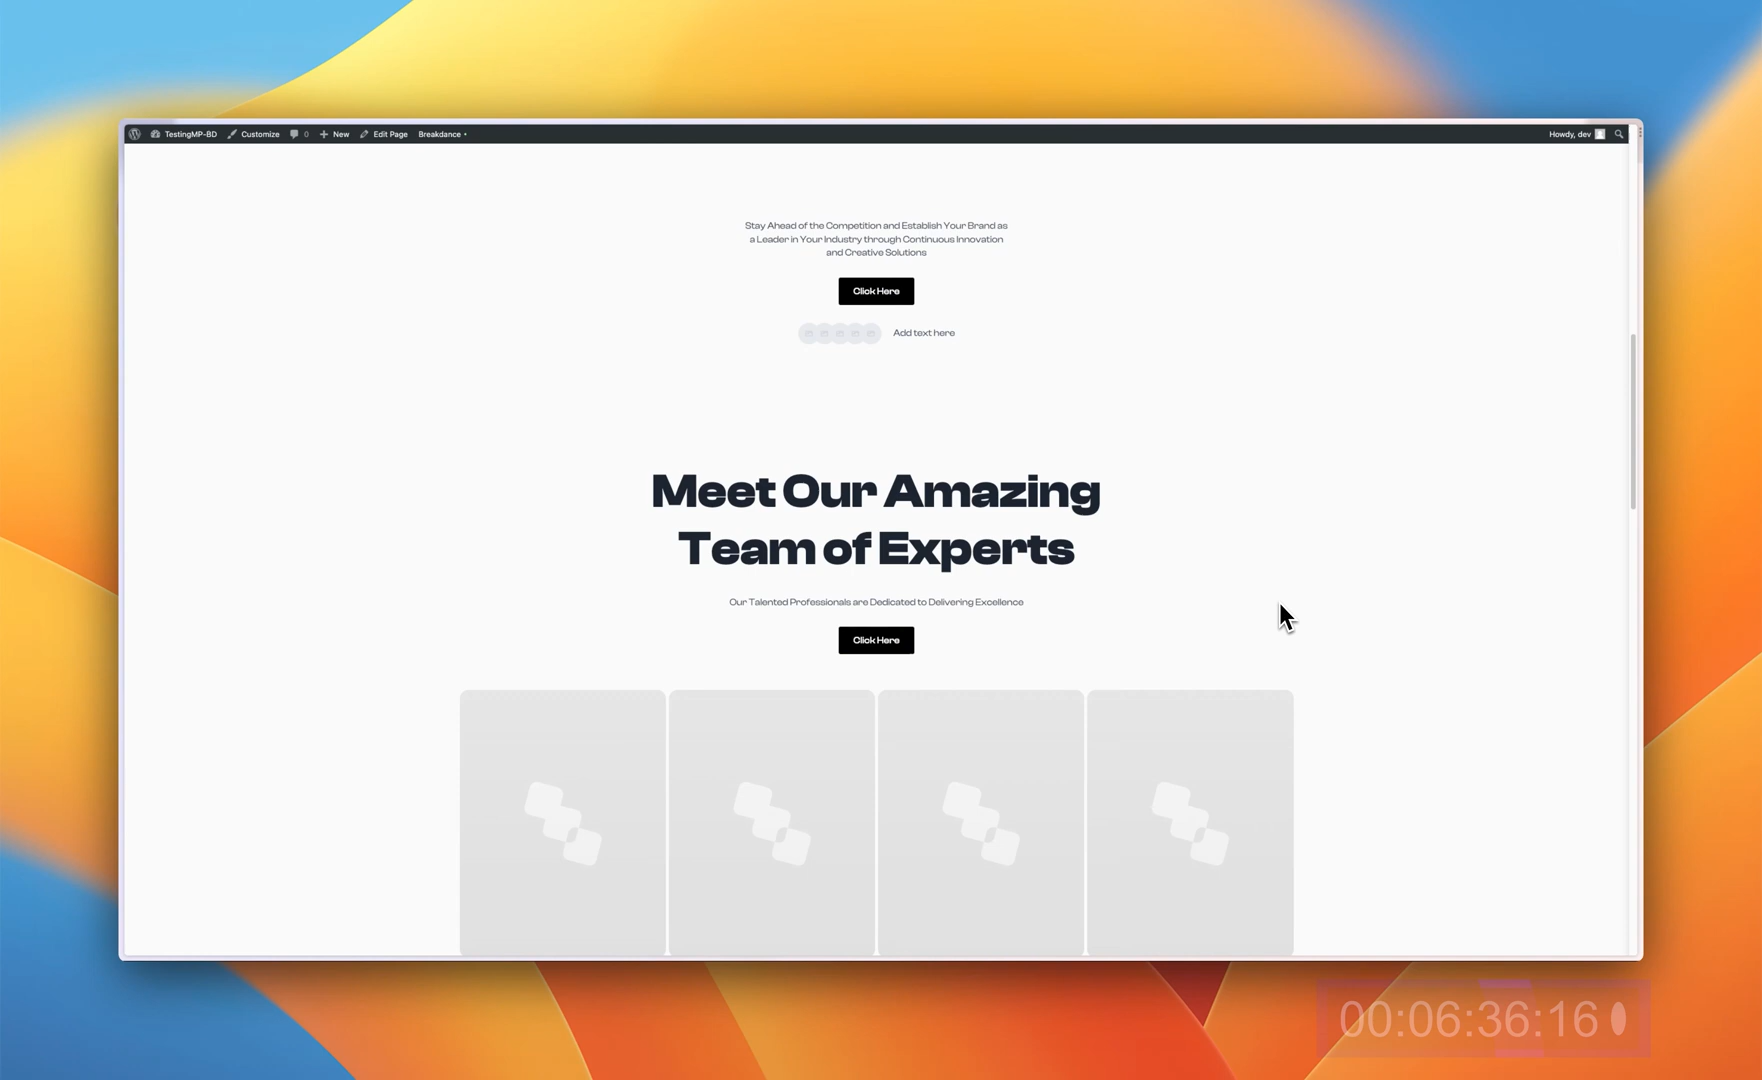 TestingMP-BD Customize 0 New Edit Page Breakdance Howdy, dev
Stay Ahead of the Competition and Establish Your Brand as
a Leader in Your Industry through Continuous Innovation
and Creative Solutions
Click Here
Add text here
Meet Our Amazing
Team of Experts
Our Talented Professionals are Dedicated to Delivering Excellence
Click Here
00:06:36:16